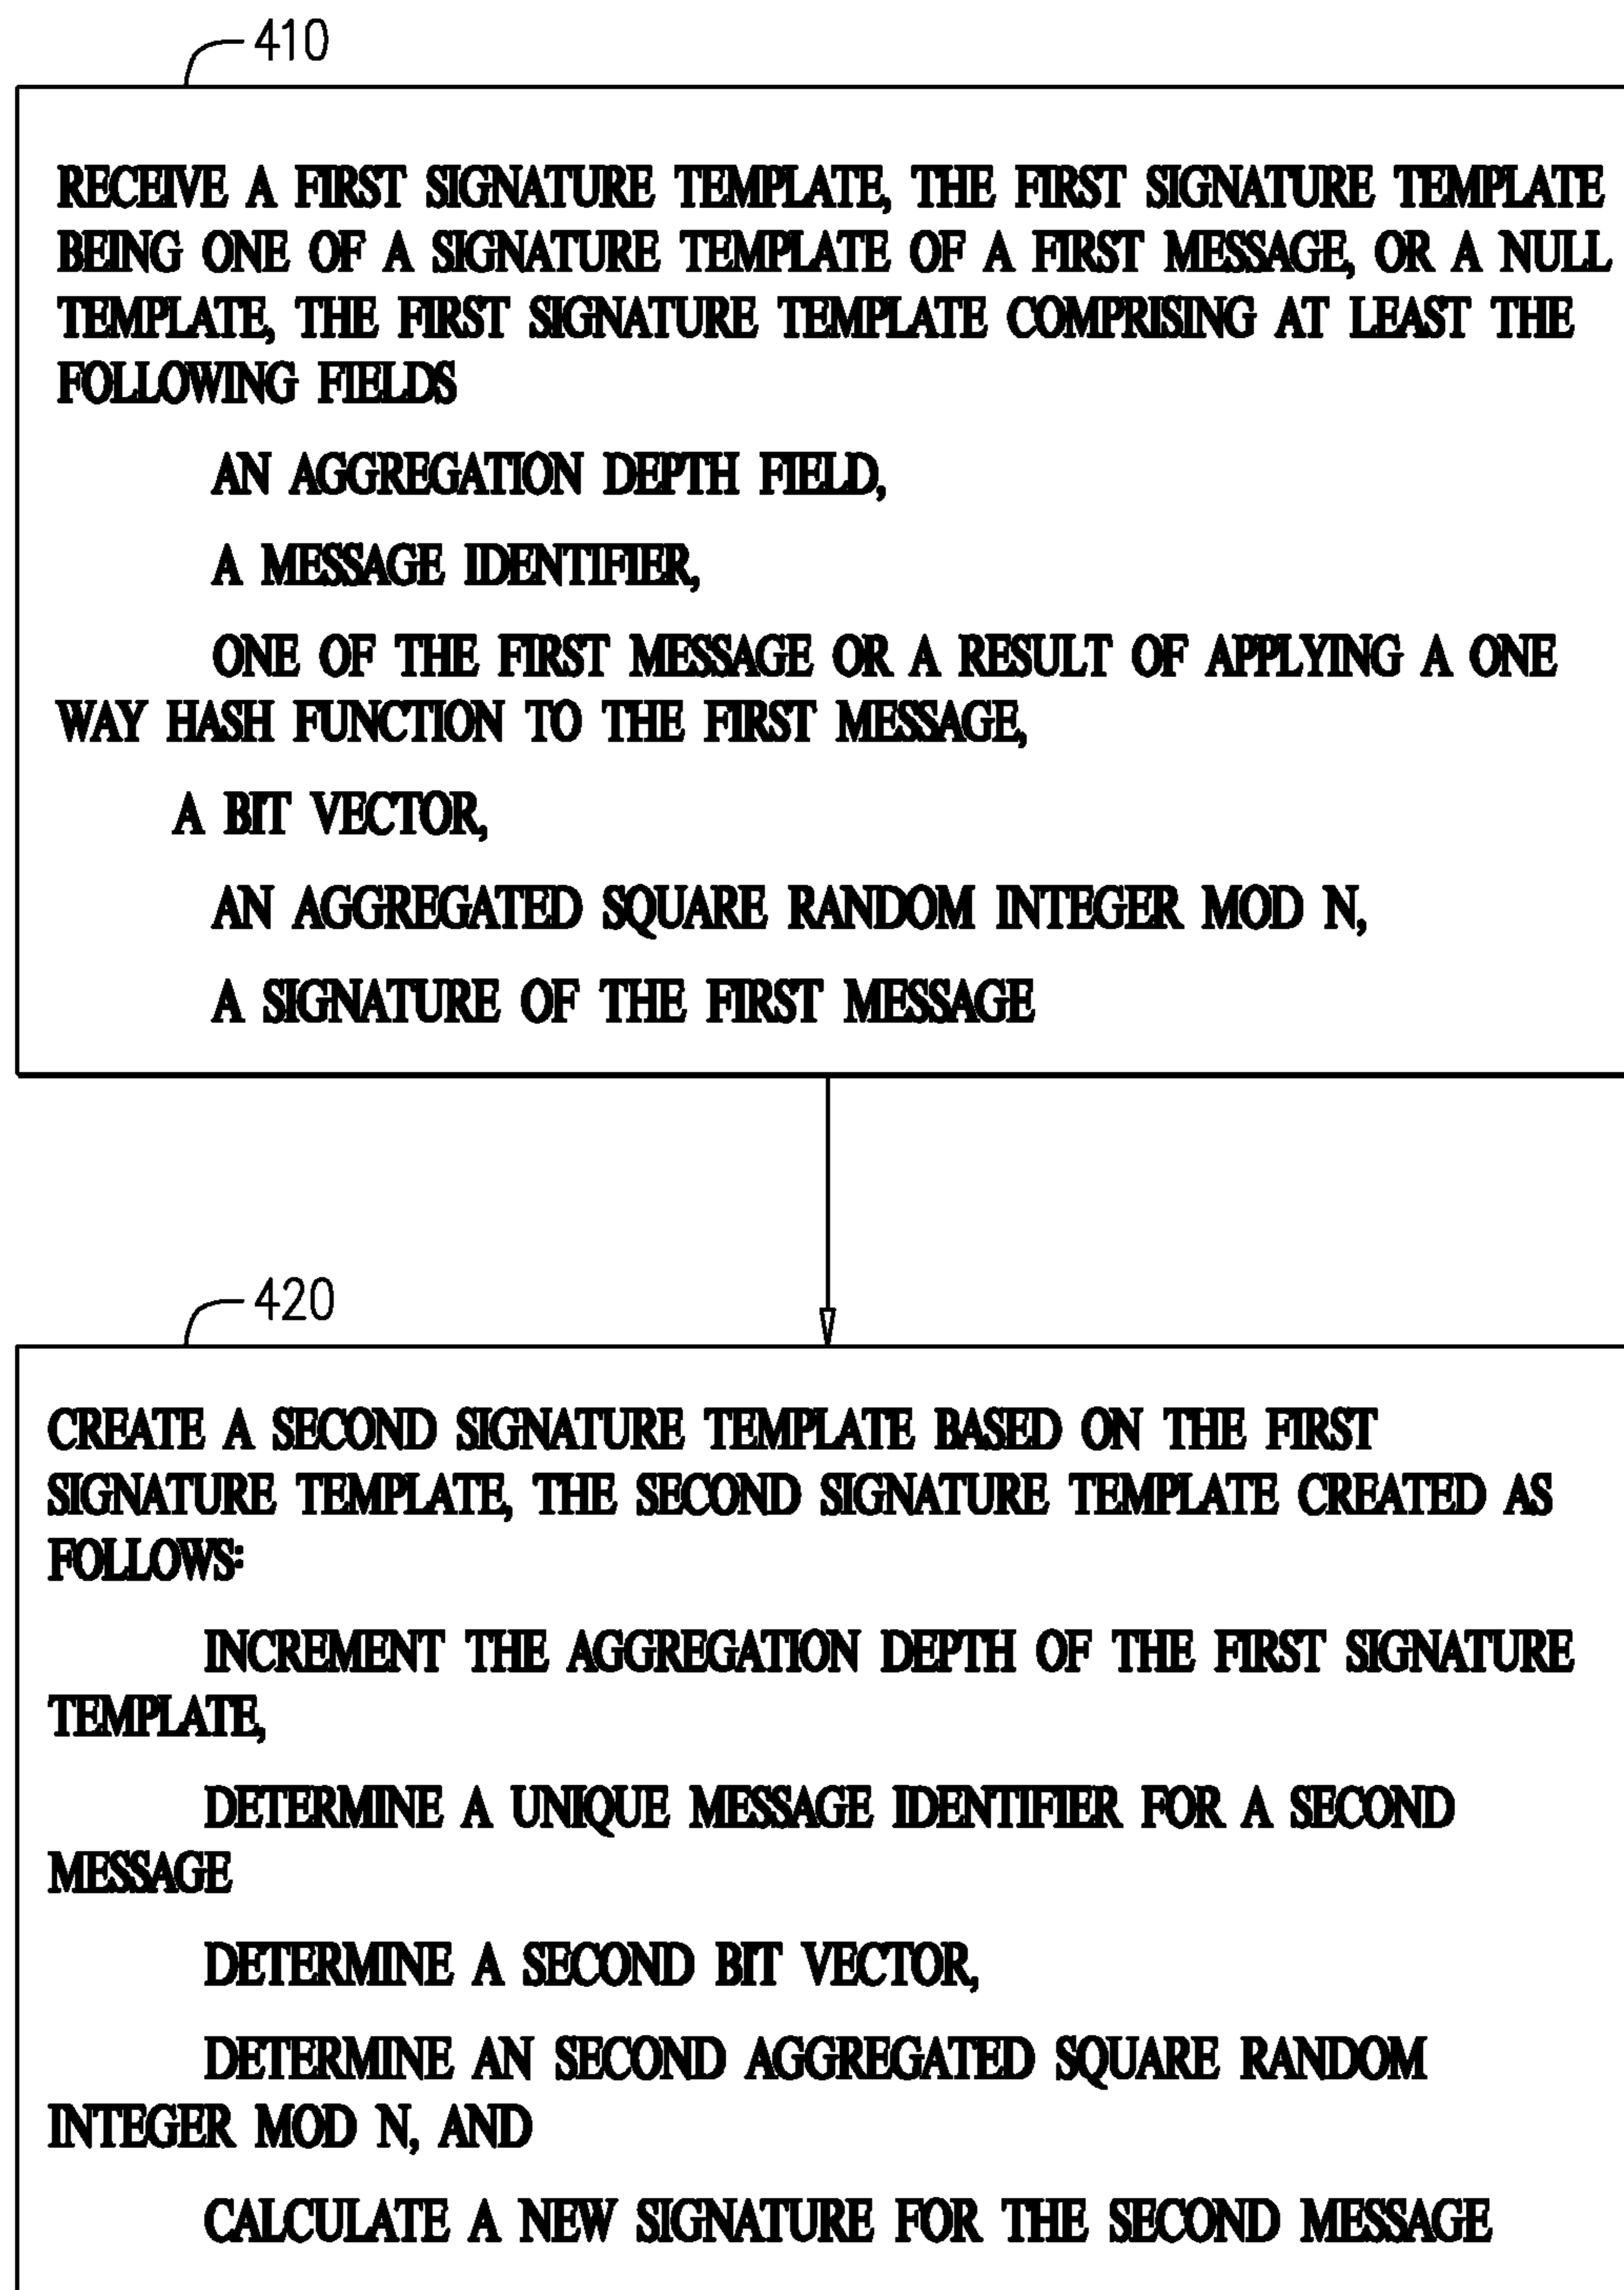 410
RECEIVE A FIRST SIGNATURE TEMPLATE, THE FIRST SIGNATURE TEMPLATE
BEING ONE OF A SIGNATURE TEMPLATE OF A FIRST MESSAGE, OR A NULL
TEMPLATE, THE FIRST SIGNATURE TEMPLATE COMPRISING AT LEAST THE
FOLLOWING FIELDS
AN AGGREGATION DEPTH FIELD,
A MESSAGE IDENTIFIER,
ONE OF THE FIRST MESSAGE OR A RESULT OF APPLYING A ONE
WAY HASH FUNCTION TO THE FIRST MESSAGE,
A BIT VECTOR,
AN AGGREGATED SQUARE RANDOM INTEGER MOD N,
A SIGNATURE OF THE FIRST MESSAGE
420
CREATE A SECOND SIGNATURE TEMPLATE BASED ON THE FIRST
SIGNATURE TEMPLATE, THE SECOND SIGNATURE TEMPLATE CREATED AS
FOLLOWS:
INCREMENT THE AGGREGATION DEPTH OF THE FIRST SIGNATURE
TEMPLATE,
DETERMINE A UNIQUE MESSAGE IDENTIFIER FOR A SECOND
MESSAGE
DETERMINE A SECOND BIT VECTOR,
DETERMINE AN SECOND AGGREGATED SQUARE RANDOM
INTEGER MOD N, AND
CALCULATE A NEW SIGNATURE FOR THE SECOND MESSAGE